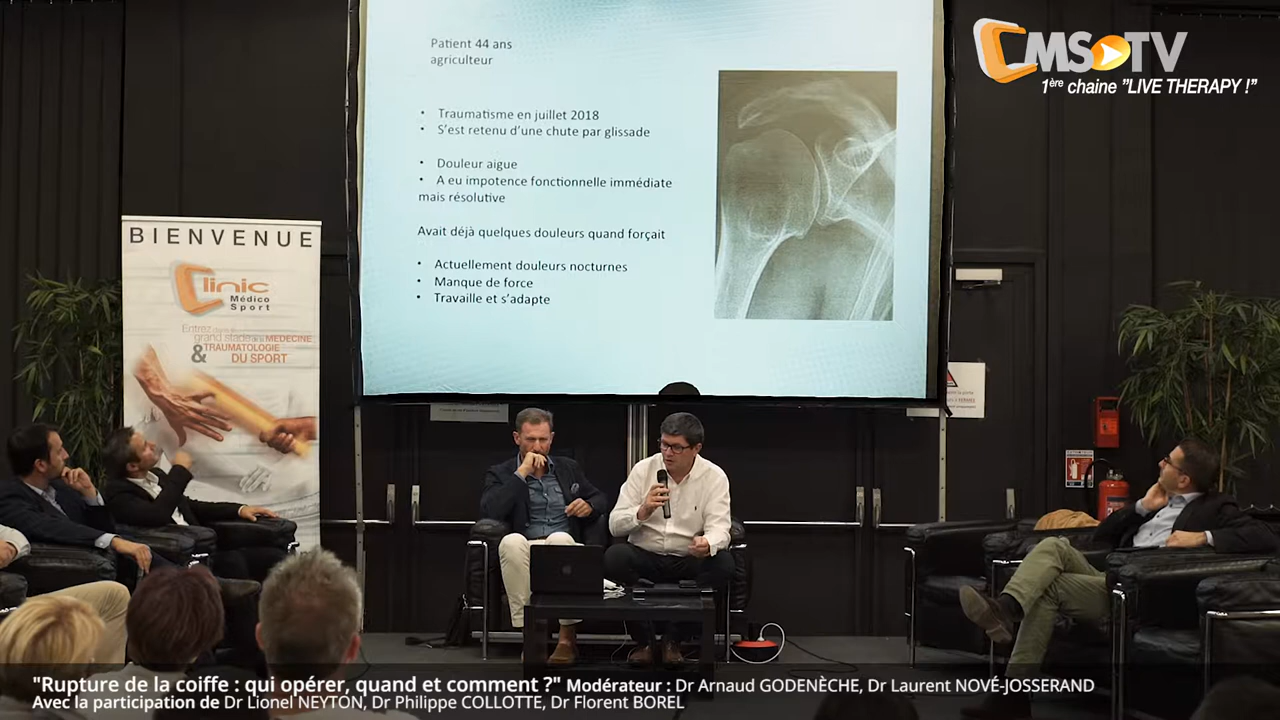 Patient 44 ans
agriculteur
• Traumatisme en juillet 2018
• S'est retenu d'une chute par glissade
• Douleur aigue
• A eu impotence fonctionnelle immédiate
mais résolutive
Avait déjà quelques douleurs quand forçait
• Actuellement douleurs nocturnes
• Manque de force
• Travaille et s'adapte
CMS TV
1ère chaine "LIVE THERAPY !"
BIENVENUE
Clinic
Médico
Sport
Entrez
grand stade MEDECINE
& TRAUMATOLOGIE
DU SPORT
"Rupture de la coiffe : qui opérer, quand et comment ?" Modérateur : Dr Arnaud GODENÈCHE, Dr Laurent NOVÉ-JOSSERAND
Avec la participation de Dr Lionel NEYTON, Dr Philippe COLLOTTE, Dr Florent BOREL